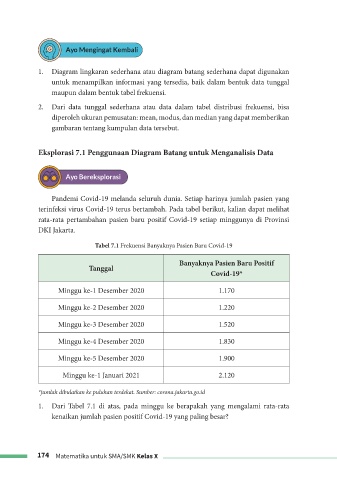 Ayo Mengingat Kembali
1. Diagram lingkaran sederhana atau diagram batang sederhana dapat digunakan
untuk menampilkan informasi yang tersedia, baik dalam bentuk data tunggal
maupun dalam bentuk tabel frekuensi.
2. Dari data tunggal sederhana atau data dalam tabel distribusi frekuensi, bisa
diperoleh ukuran pemusatan: mean, modus, dan median yang dapat memberikan
gambaran tentang kumpulan data tersebut.
Eksplorasi 7.1 Penggunaan Diagram Batang untuk Menganalisis Data
Ayo Bereksplorasi
Pandemi Covid-19 melanda seluruh dunia. Setiap harinya jumlah pasien yang
terinfeksi virus Covid-19 terus bertambah. Pada tabel berikut, kalian dapat melihat
rata-rata pertambahan pasien baru positif Covid-19 setiap minggunya di Provinsi
DKI Jakarta.
Tabel 7.1 Frekuensi Banyaknya Pasien Baru Covid-19
Tanggal
Banyaknya Pasien Baru Positif
Covid-19*
Minggu ke-1 Desember 2020 1.170
Minggu ke-2 Desember 2020 1.220
Minggu ke-3 Desember 2020 1.520
Minggu ke-4 Desember 2020 1.830
Minggu ke-5 Desember 2020 1.900
Minggu ke-1 Januari 2021 2.120
*jumlah dibulatkan ke puluhan terdekat. Sumber: corona.jakarta.go.id
1. Dari Tabel 7.1 di atas, pada minggu ke berapakah yang mengalami rata-rata
kenaikan jumlah pasien positif Covid-19 yang paling besar?
174 Matematika untuk SMA/SMK Kelas X